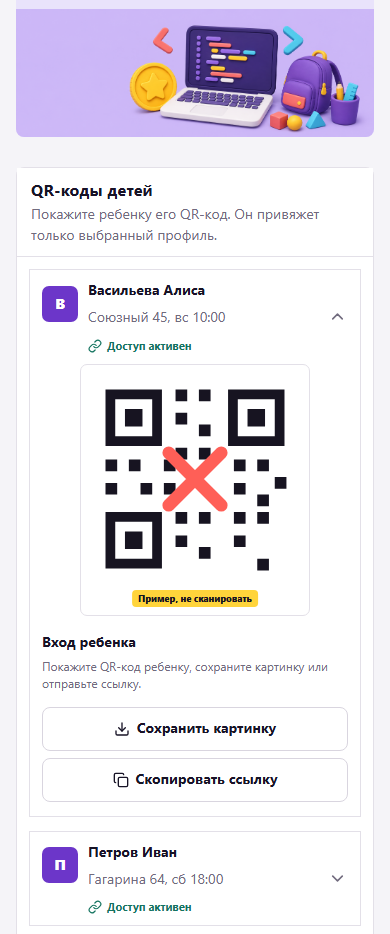 QR-коды детей
Покажите ребенку его QR-код. Он привяжет
только выбранный профиль.
В
Васильева Алиса
Союзный 45, вс 10:00
Доступ активен
Пример, не сканировать
Вход ребенка
Покажите QR-код ребенку, сохраните картинку или
отправьте ссылку.
Сохранить картинку
Скопировать ссылку
П
Петров Иван
Гагарина 64, сб 18:00
Доступ активен